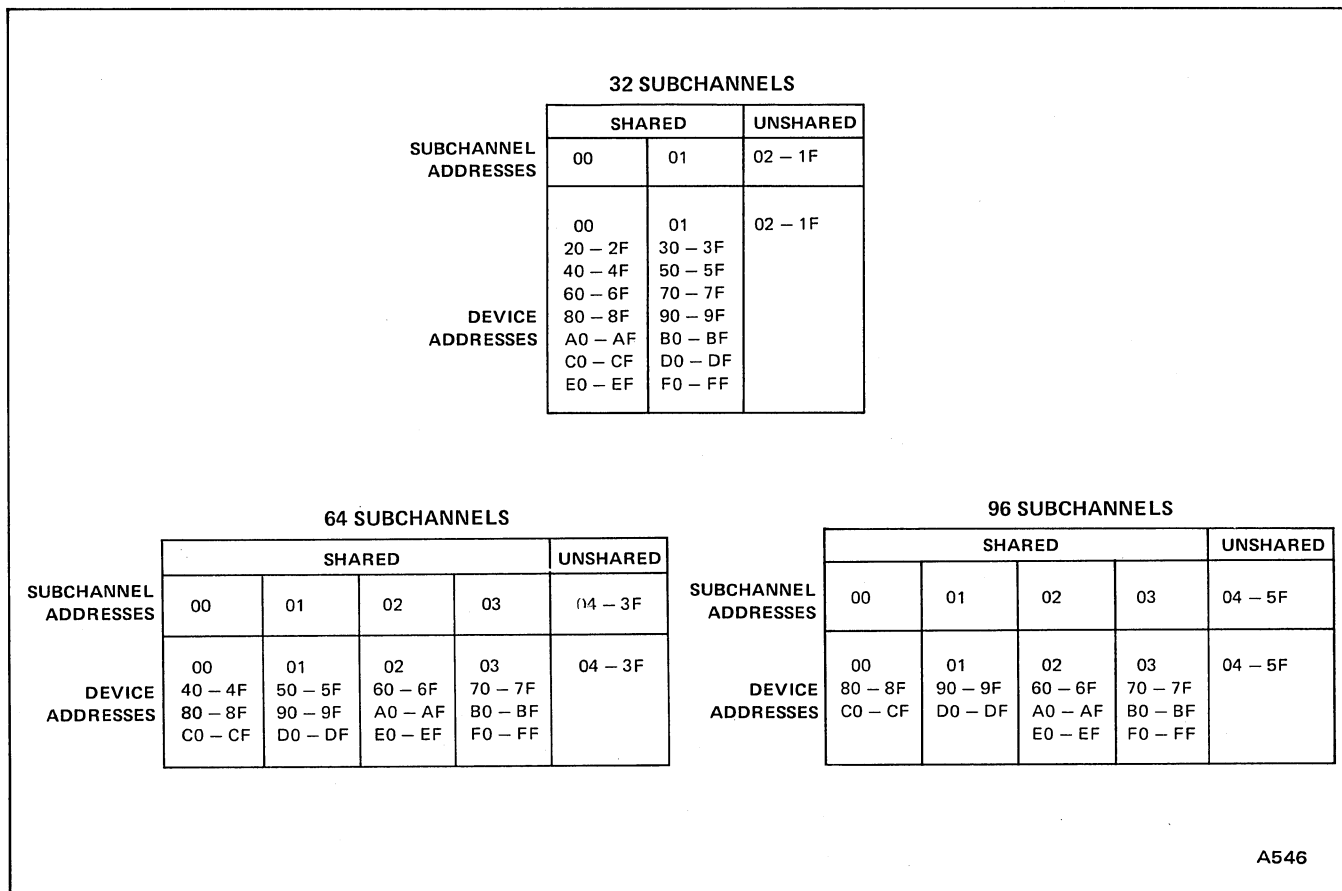 32 SUBCHANNELS
SHARED UNSHARED
SUBCHANNEL ADDRESSES 00 01 02 – 1F
00 01 02 – 1F
20 – 2F 30 – 3F
40 – 4F 50 – 5F
60 – 6F 70 – 7F
DEVICE 80 – 8F 90 – 9F
ADDRESSES A0 – AF B0 – BF
C0 – CF D0 – DF
E0 – EF F0 – FF
64 SUBCHANNELS
SHARED UNSHARED
SUBCHANNEL ADDRESSES 00 01 02 03 04 – 3F
00 01 02 03 04 – 3F
DEVICE 40 – 4F 50 – 5F 60 – 6F 70 – 7F
ADDRESSES 80 – 8F 90 – 9F A0 – AF B0 – BF
C0 – CF D0 – DF E0 – EF F0 – FF
96 SUBCHANNELS
SHARED UNSHARED
SUBCHANNEL ADDRESSES 00 01 02 03 04 – 5F
00 01 02 03 04 – 5F
DEVICE 80 – 8F 90 – 9F 60 – 6F 70 – 7F
ADDRESSES C0 – CF D0 – DF A0 – AF B0 – BF
E0 – EF F0 – FF
A546